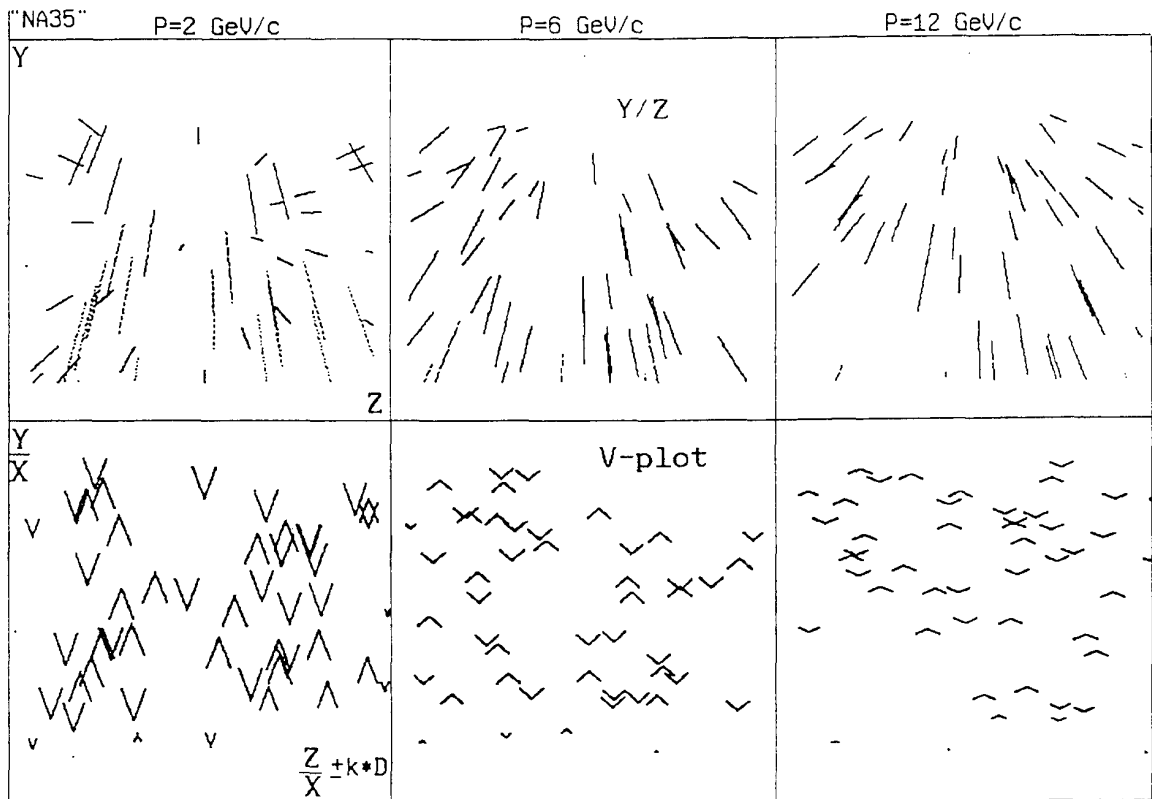 "NA35"
P=2 GeV/c
P=6 GeV/c
P=12 GeV/c
Y
Y/Z
Z
Y
X
V-plot
Z
X
±k*D